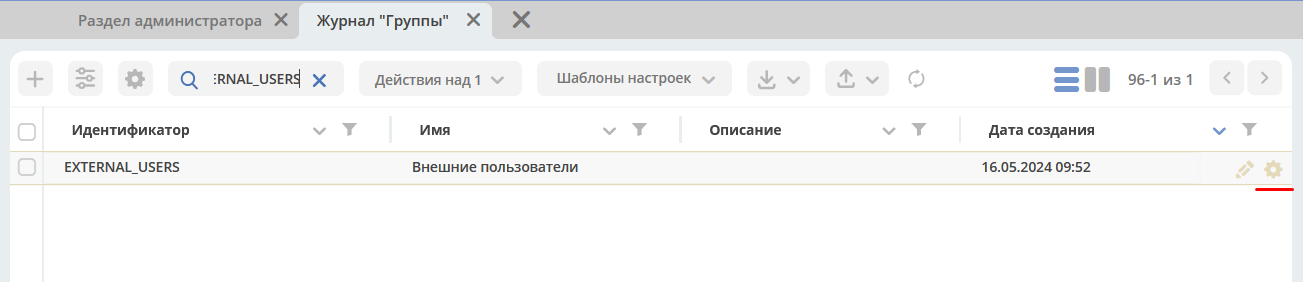 Раздел администратора
Журнал "Группы"
ERNAL_USERS
Действия над 1
Шаблоны настроек
96-1 из 1
Идентификатор Имя Описание Дата создания
EXTERNAL_USERS Внешние пользователи 16.05.2024 09:52